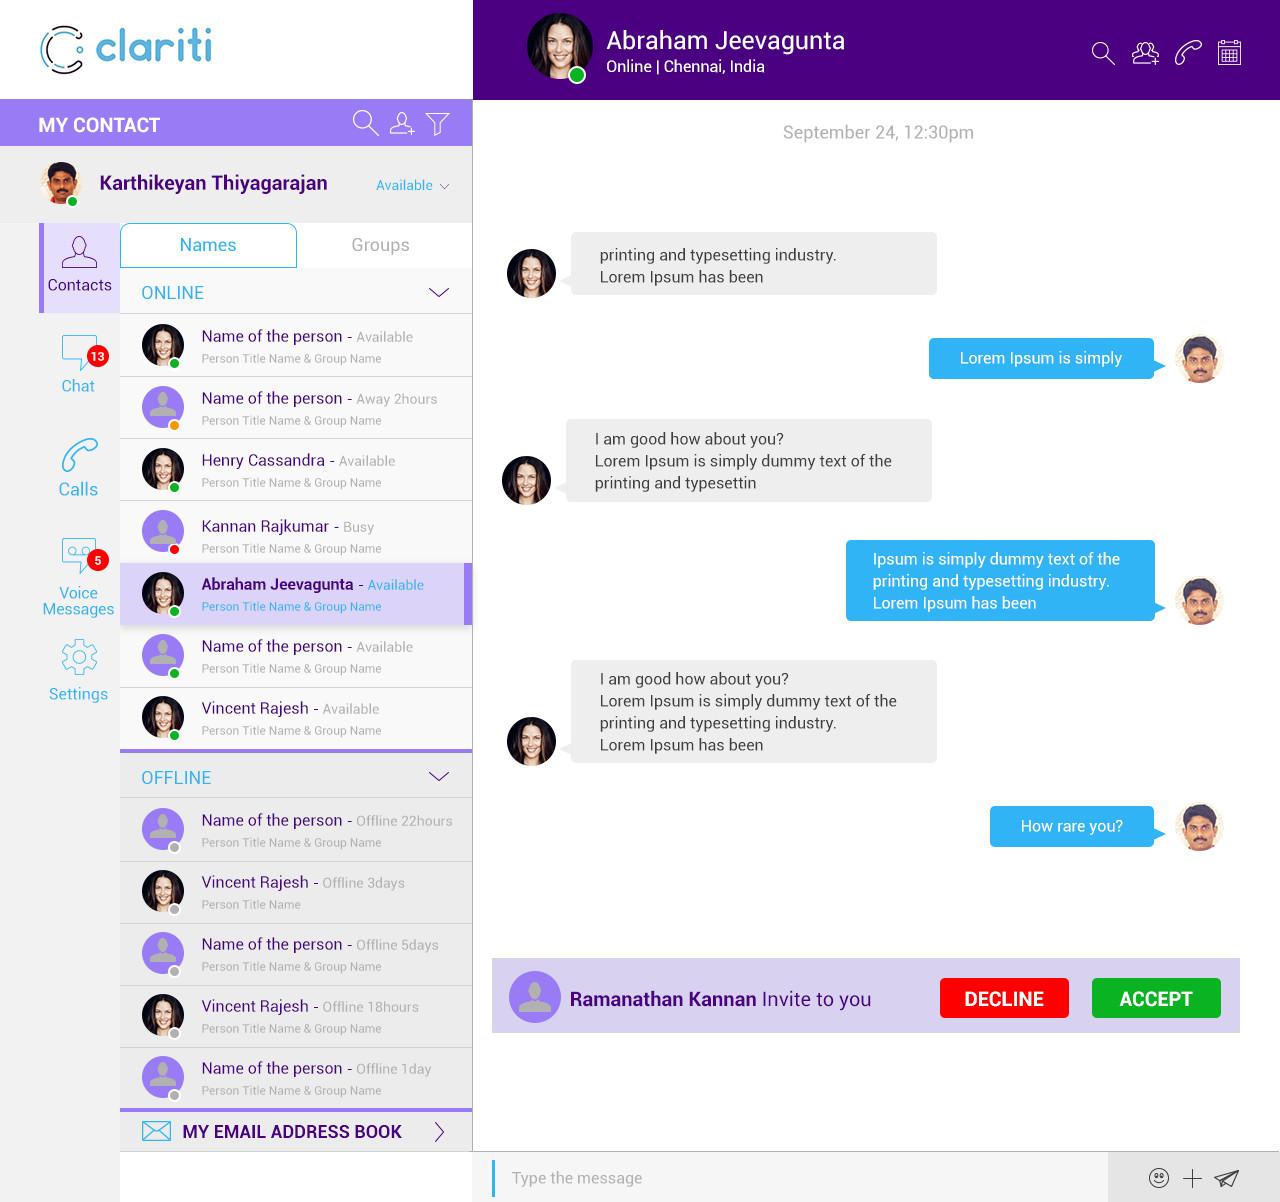 clariti
MY CONTACT
Karthikeyan Thiyagarajan
Available
Contacts
Chat
13
Calls
Voice
Messages
5
Settings
Names
Groups
ONLINE
Name of the person - Available
Person Title Name & Group Name
Name of the person - Away 2hours
Person Title Name & Group Name
Henry Cassandra - Available
Person Title Name & Group Name
Kannan Rajkumar - Busy
Person Title Name & Group Name
Abraham Jeevagunta - Available
Person Title Name & Group Name
Name of the person - Available
Person Title Name & Group Name
Vincent Rajesh - Available
Person Title Name & Group Name
OFFLINE
Name of the person - Offline 22hours
Person Title Name & Group Name
Vincent Rajesh - Offline 3days
Person Title Name
Name of the person - Offline 5days
Person Title Name & Group Name
Vincent Rajesh - Offline 18hours
Person Title Name & Group Name
Name of the person - Offline 1day
Person Title Name & Group Name
MY EMAIL ADDRESS BOOK
Abraham Jeevagunta
Online | Chennai, India
September 24, 12:30pm
printing and typesetting industry.
Lorem Ipsum has been
Lorem Ipsum is simply
I am good how about you?
Lorem Ipsum is simply dummy text of the
printing and typesettin
Ipsum is simply dummy text of the
printing and typesetting industry.
Lorem Ipsum has been
I am good how about you?
Lorem Ipsum is simply dummy text of the
printing and typesetting industry.
Lorem Ipsum has been
How rare you?
Ramanathan Kannan Invite to you
DECLINE
ACCEPT
Type the message